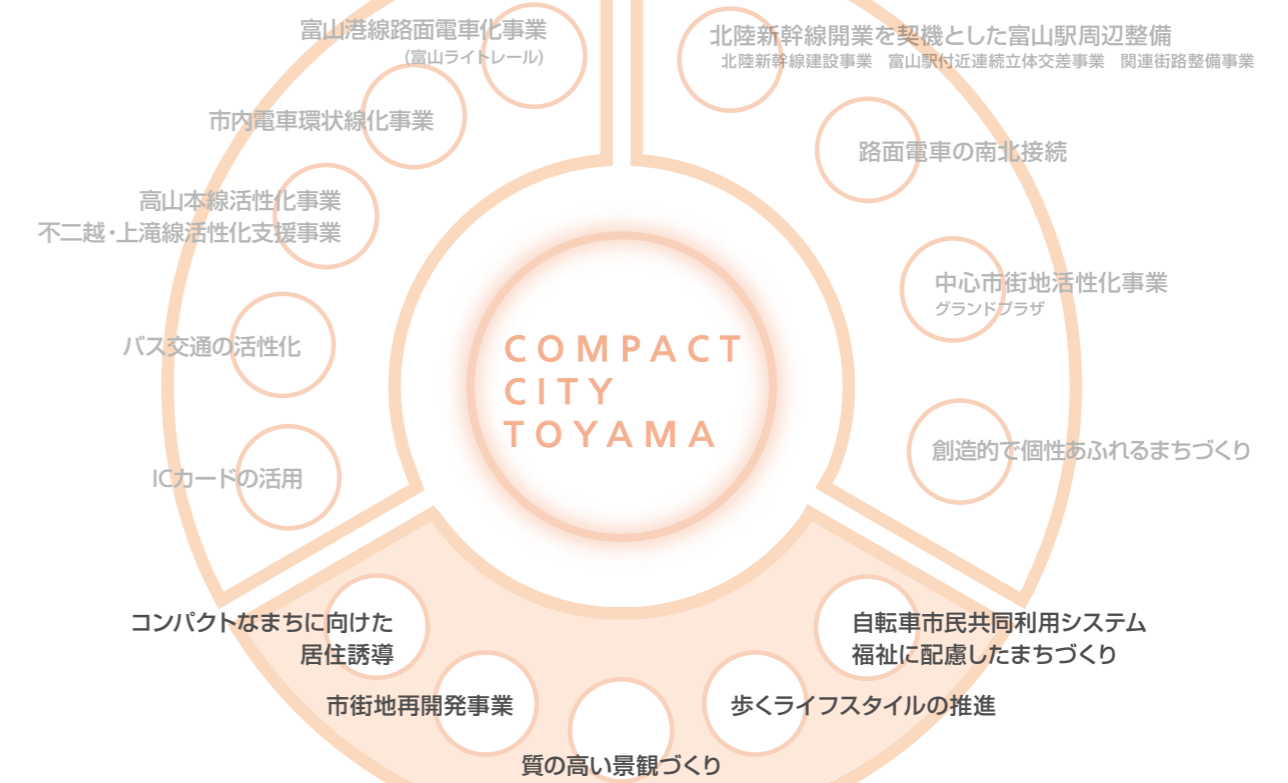 富山港線路面電車化事業
(富山ライトレール)
市内電車環状線化事業
高山本線活性化事業
不二越・上滝線活性化支援事業
バス交通の活性化
ICカードの活用
北陸新幹線開業を契機とした富山駅周辺整備
北陸新幹線建設事業　富山駅付近連続立体交差事業　関連街路整備事業
路面電車の南北接続
中心市街地活性化事業
グランドプラザ
創造的で個性あふれるまちづくり
COMPACT
CITY
TOYAMA
コンパクトなまちに向けた
居住誘導
市街地再開発事業
質の高い景観づくり
歩くライフスタイルの推進
自転車市民共同利用システム
福祉に配慮したまちづくり